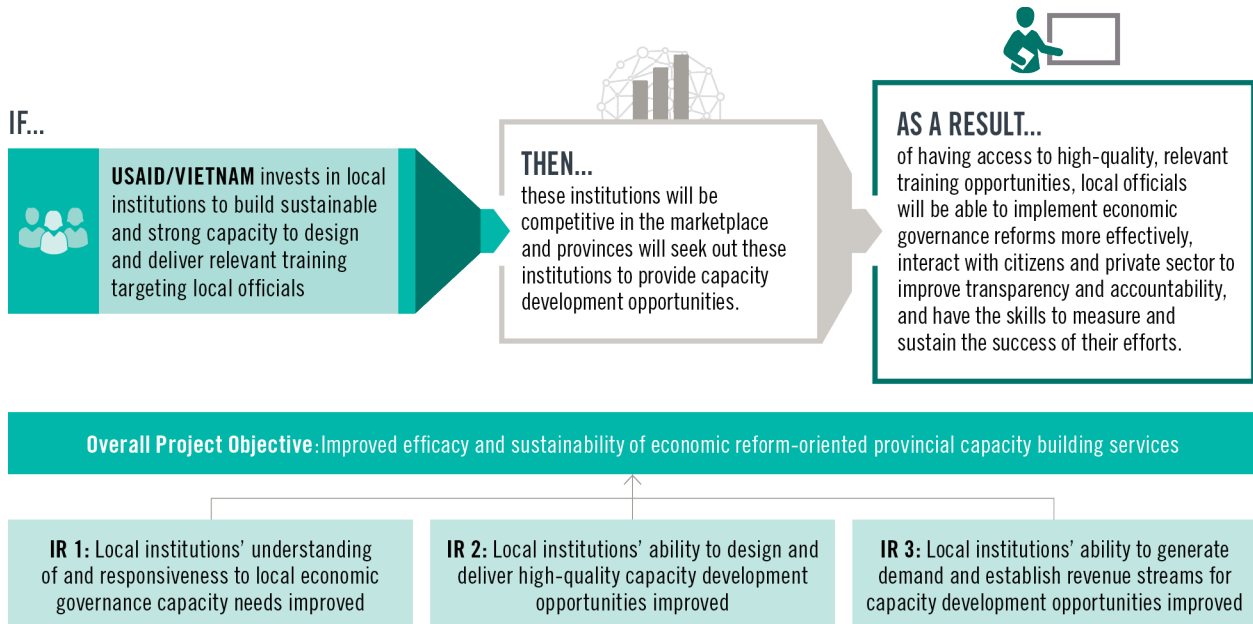 IF...
USAID/VIETNAM invests in local
institutions to build sustainable
and strong capacity to design
and deliver relevant training
targeting local officials
THEN...
these institutions will be
competitive in the marketplace
and provinces will seek out these
institutions to provide capacity
development opportunities.
AS A RESULT...
of having access to high-quality, relevant
training opportunities, local officials
will be able to implement economic
governance reforms more effectively,
interact with citizens and private sector to
improve transparency and accountability,
and have the skills to measure and
sustain the success of their efforts.
Overall Project Objective: Improved efficacy and sustainability of economic reform-oriented provincial capacity building services
IR 1: Local institutions’ understanding
of and responsiveness to local economic
governance capacity needs improved
IR 2: Local institutions’ ability to design and
deliver high-quality capacity development
opportunities improved
IR 3: Local institutions’ ability to generate
demand and establish revenue streams for
capacity development opportunities improved